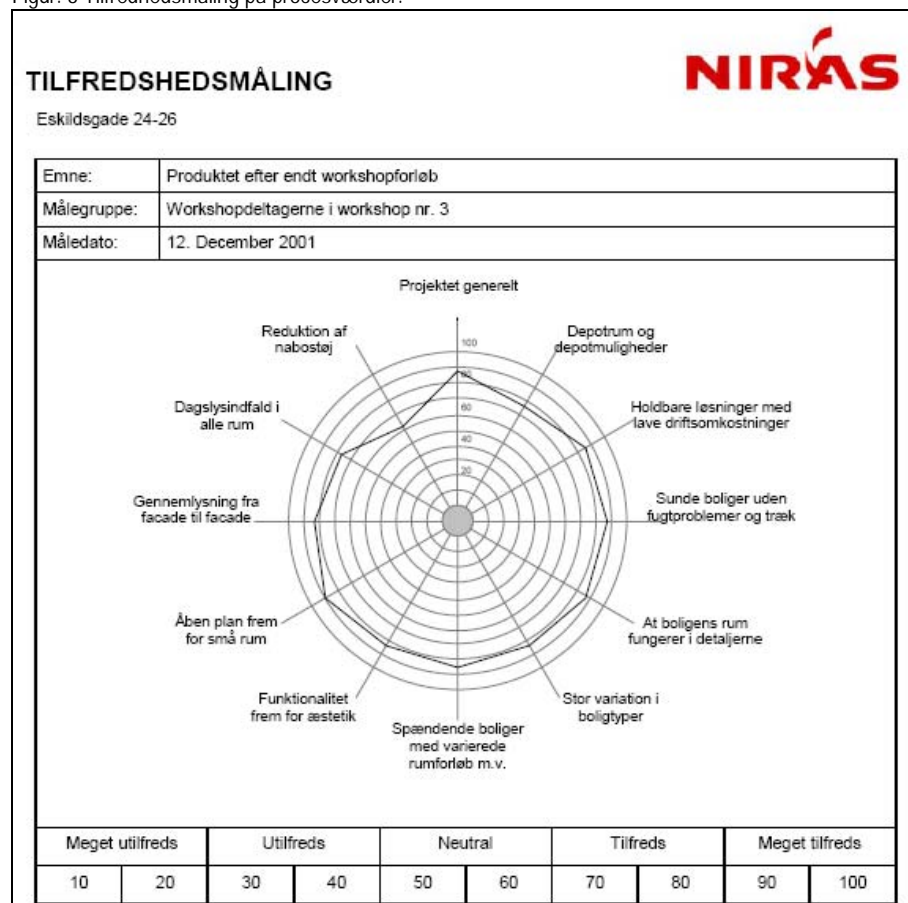 Figur: 8 Tilfredhedsmåling på procesværdier.
TILFREDSHEDSMÅLING
NIRAS
Eskildsgade 24-26
Emne: Produktet efter endt workshopforløb
Målegruppe: Workshopdeltagerne i workshop nr. 3
Måledato: 12. December 2001
Projektet generelt
Reduktion af
nabostøj
Depotrum og
depotmuligheder
100
80
60
40
20
Dagslysindfald i
alle rum
Holdbare løsninger med
lave driftsomkostninger
Gennemlysning fra
facade til facade
Sunde boliger uden
fugtproblemer og træk
Åben plan frem
for små rum
At boligens rum
fungerer i detaljerne
Funktionalitet
frem for æstetik
Stor variation i
boligtyper
Spændende boliger
med varierede
rumforløb m.v.
Meget utilfreds Utilfreds Neutral Tilfreds Meget tilfreds
10 20 30 40 50 60 70 80 90 100